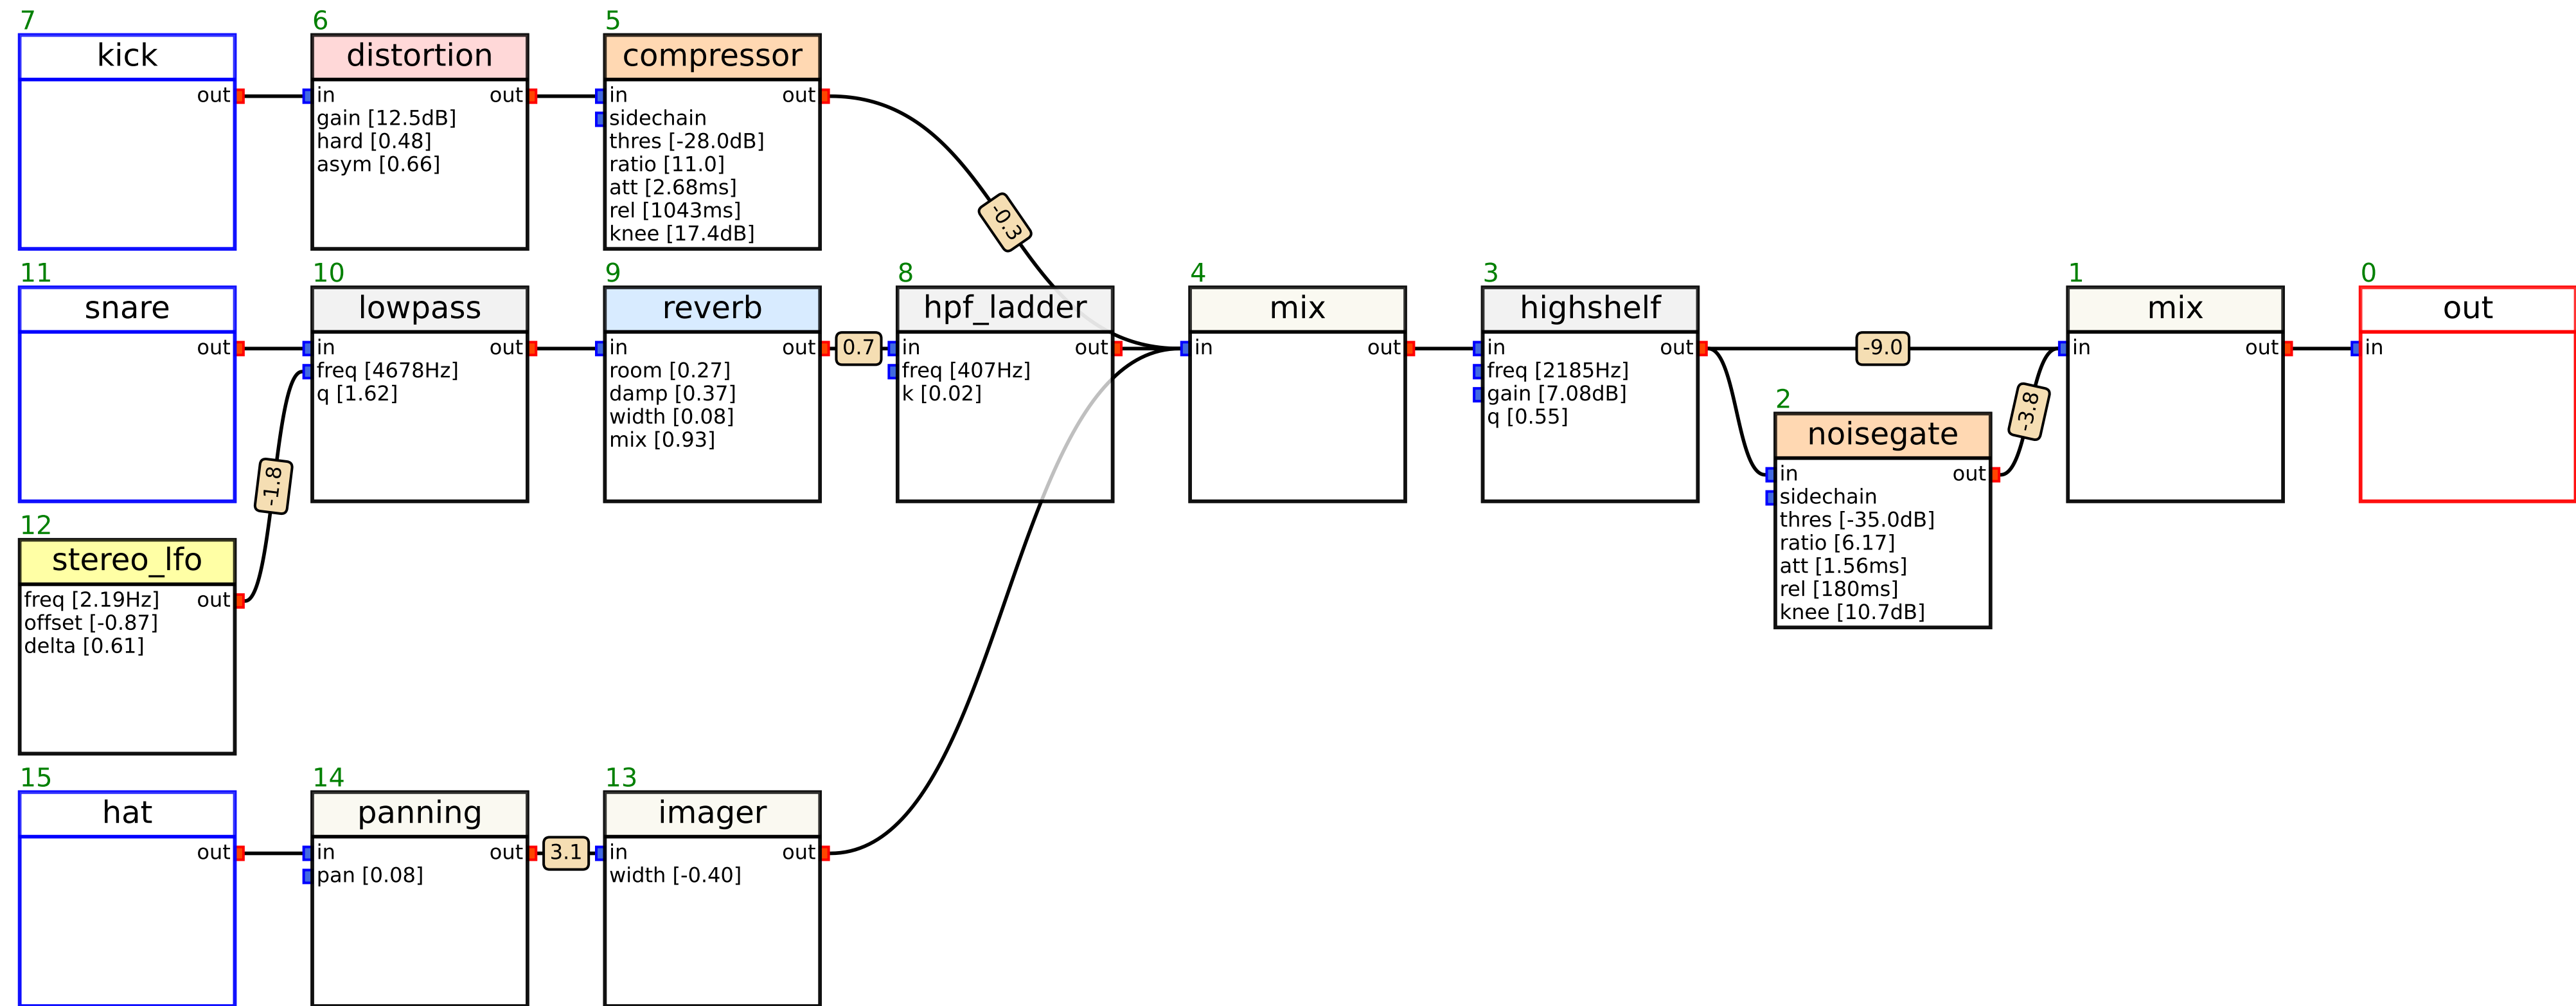 7
kick
out
6
distortion
in out
gain [12.5dB]
hard [0.48]
asym [0.66]
5
compressor
in out
sidechain
thres [-28.0dB]
ratio [11.0]
att [2.68ms]
rel [1043ms]
knee [17.4dB]
-0.3
11
snare
out
10
lowpass
in out
freq [4678Hz]
q [1.62]
9
reverb
in out
room [0.27]
damp [0.37]
width [0.08]
mix [0.93]
0.7
8
hpf_ladder
in out
freq [407Hz]
k [0.02]
4
mix
in out
3
highshelf
in out
freq [2185Hz]
gain [7.08dB]
q [0.55]
-9.0
1
mix
in out
0
out
in
2
noisegate
in out
sidechain
thres [-35.0dB]
ratio [6.17]
att [1.56ms]
rel [180ms]
knee [10.7dB]
-3.8
-1.8
12
stereo_lfo
freq [2.19Hz] out
offset [-0.87]
delta [0.61]
15
hat
out
14
panning
in out
pan [0.08]
3.1
13
imager
in out
width [-0.40]